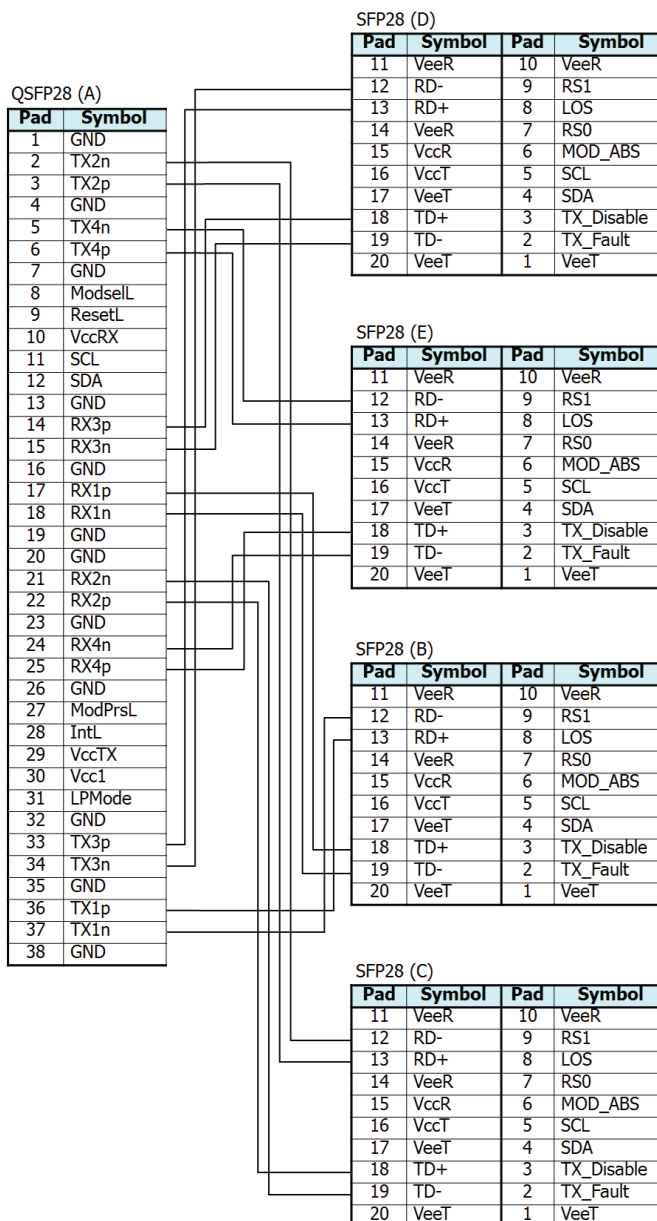 QSFP28 (A)
Pad Symbol
1 GND
2 TX2n
3 TX2p
4 GND
5 TX4n
6 TX4p
7 GND
8 ModselL
9 ResetL
10 VccRX
11 SCL
12 SDA
13 GND
14 RX3p
15 RX3n
16 GND
17 RX1p
18 RX1n
19 GND
20 GND
21 RX2n
22 RX2p
23 GND
24 RX4n
25 RX4p
26 GND
27 ModPrsL
28 IntL
29 VccTX
30 Vcc1
31 LPMode
32 GND
33 TX3p
34 TX3n
35 GND
36 TX1p
37 TX1n
38 GND
SFP28 (D)
Pad Symbol Pad Symbol
11 VeeR 10 VeeR
12 RD- 9 RS1
13 RD+ 8 LOS
14 VeeR 7 RS0
15 VccR 6 MOD_ABS
16 VccT 5 SCL
17 VeeT 4 SDA
18 TD+ 3 TX_Disable
19 TD- 2 TX_Fault
20 VeeT 1 VeeT
SFP28 (E)
Pad Symbol Pad Symbol
11 VeeR 10 VeeR
12 RD- 9 RS1
13 RD+ 8 LOS
14 VeeR 7 RS0
15 VccR 6 MOD_ABS
16 VccT 5 SCL
17 VeeT 4 SDA
18 TD+ 3 TX_Disable
19 TD- 2 TX_Fault
20 VeeT 1 VeeT
SFP28 (B)
Pad Symbol Pad Symbol
11 VeeR 10 VeeR
12 RD- 9 RS1
13 RD+ 8 LOS
14 VeeR 7 RS0
15 VccR 6 MOD_ABS
16 VccT 5 SCL
17 VeeT 4 SDA
18 TD+ 3 TX_Disable
19 TD- 2 TX_Fault
20 VeeT 1 VeeT
SFP28 (C)
Pad Symbol Pad Symbol
11 VeeR 10 VeeR
12 RD- 9 RS1
13 RD+ 8 LOS
14 VeeR 7 RS0
15 VccR 6 MOD_ABS
16 VccT 5 SCL
17 VeeT 4 SDA
18 TD+ 3 TX_Disable
19 TD- 2 TX_Fault
20 VeeT 1 VeeT